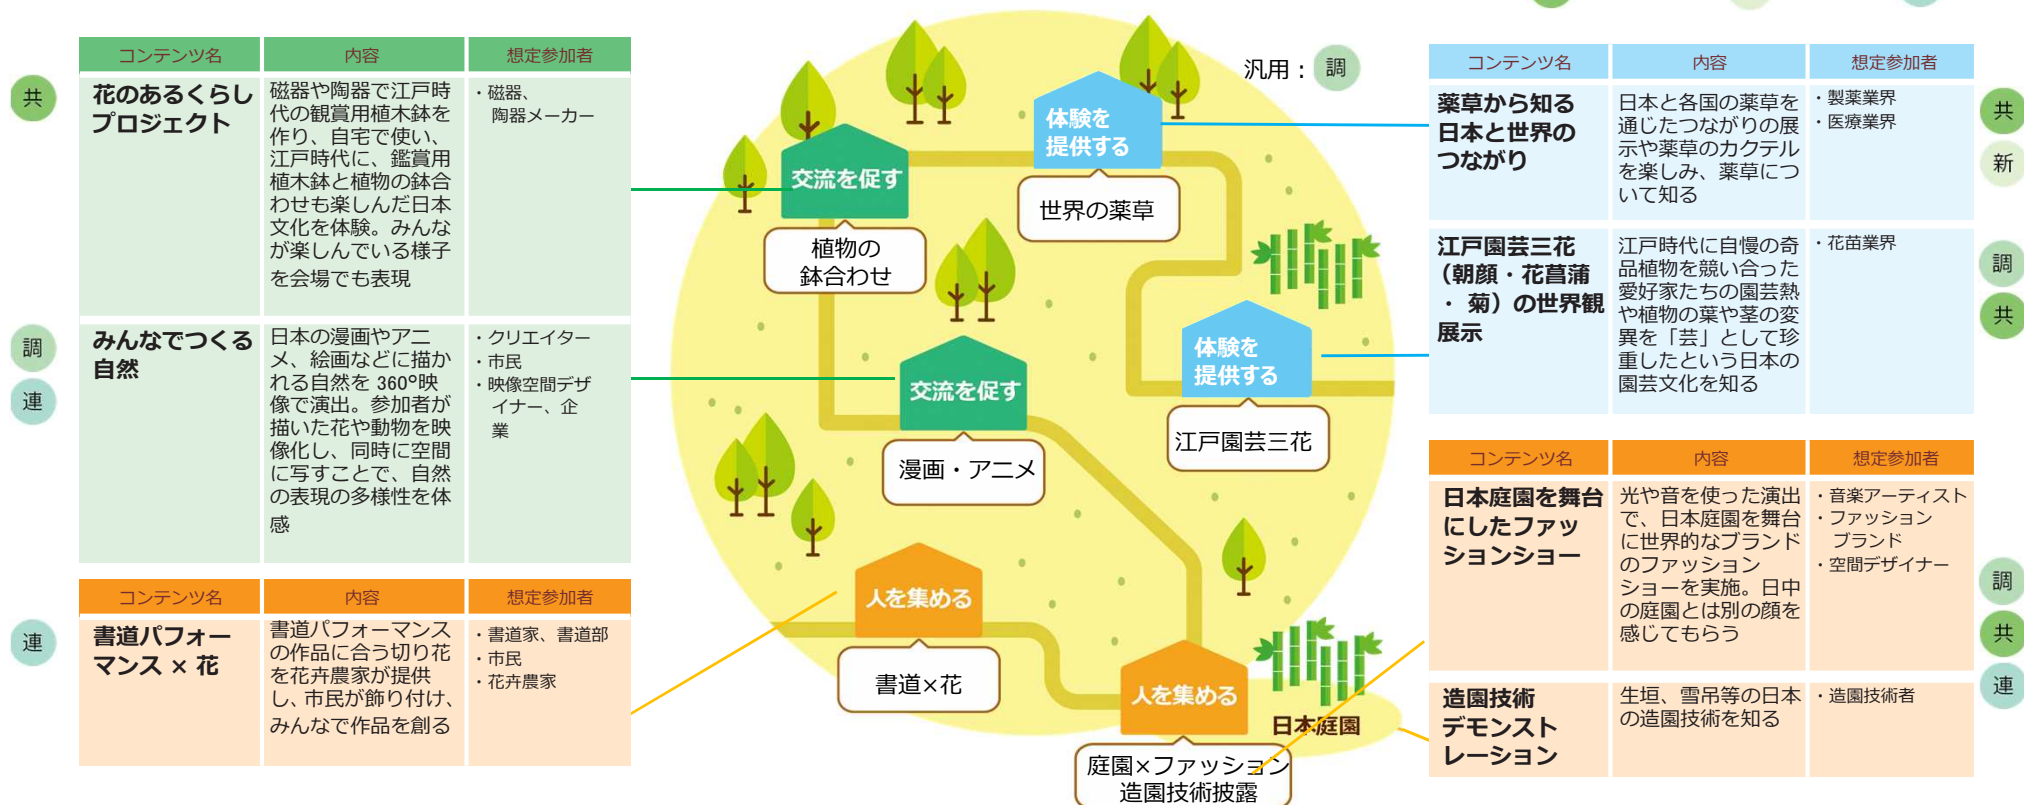 コンテンツ名
内容
想定参加者
共
花のあるくらし
プロジェクト
磁器や陶器で江戸時
代の観賞用植木鉢を
作り、自宅で使い、
江戸時代に、鑑賞用
植木鉢と植物の鉢合
わせも楽しんだ日本
文化を体験。みんな
が楽しんでいる様子
を会場でも表現
・磁器、
陶器メーカー
調
連
みんなでつくる
自然
日本の漫画やアニ
メ、絵画などに描か
れる自然を 360°映
像で演出。参加者が
描いた花や動物を映
像化し、同時に空間
に写すことで、自然
の表現の多様性を体
感
・クリエイター
・市民
・映像空間デザ
イナー、企
業
コンテンツ名
内容
想定参加者
連
書道パフォー
マンス × 花
書道パフォーマンス
の作品に合う切り花
を花卉農家が提供
し、市民が飾り付け、
みんなで作品を創る
・書道家、書道部
・市民
・花卉農家
汎用：調
体験を
提供する
世界の薬草
交流を促す
植物の
鉢合わせ
体験を
提供する
江戸園芸三花
交流を促す
漫画・アニメ
人を集める
書道×花
人を集める
日本庭園
庭園×ファッション
造園技術披露
コンテンツ名
内容
想定参加者
薬草から知る
日本と世界の
つながり
日本と各国の薬草を
通じたつながりの展
示や薬草のカクテル
を楽しみ、薬草につ
いて知る
・製薬業界
・医療業界
共
新
江戸園芸三花
（朝顔・花菖蒲
・ 菊）の世界観
展示
江戸時代に自慢の奇
品植物を競い合った
愛好家たちの園芸熱
や植物の葉や茎の変
異を「芸」として珍
重したという日本の
園芸文化を知る
・花苗業界
調
共
コンテンツ名
内容
想定参加者
日本庭園を舞台
にしたファッ
ションショー
光や音を使った演出
で、日本庭園を舞台
に世界的なブランド
のファッション
ショーを実施。日中
の庭園とは別の顔を
感じてもらう
・音楽アーティスト
・ファッション
ブランド
・空間デザイナー
調
共
連
造園技術
デモンスト
レーション
生垣、雪吊等の日本
の造園技術を知る
・造園技術者